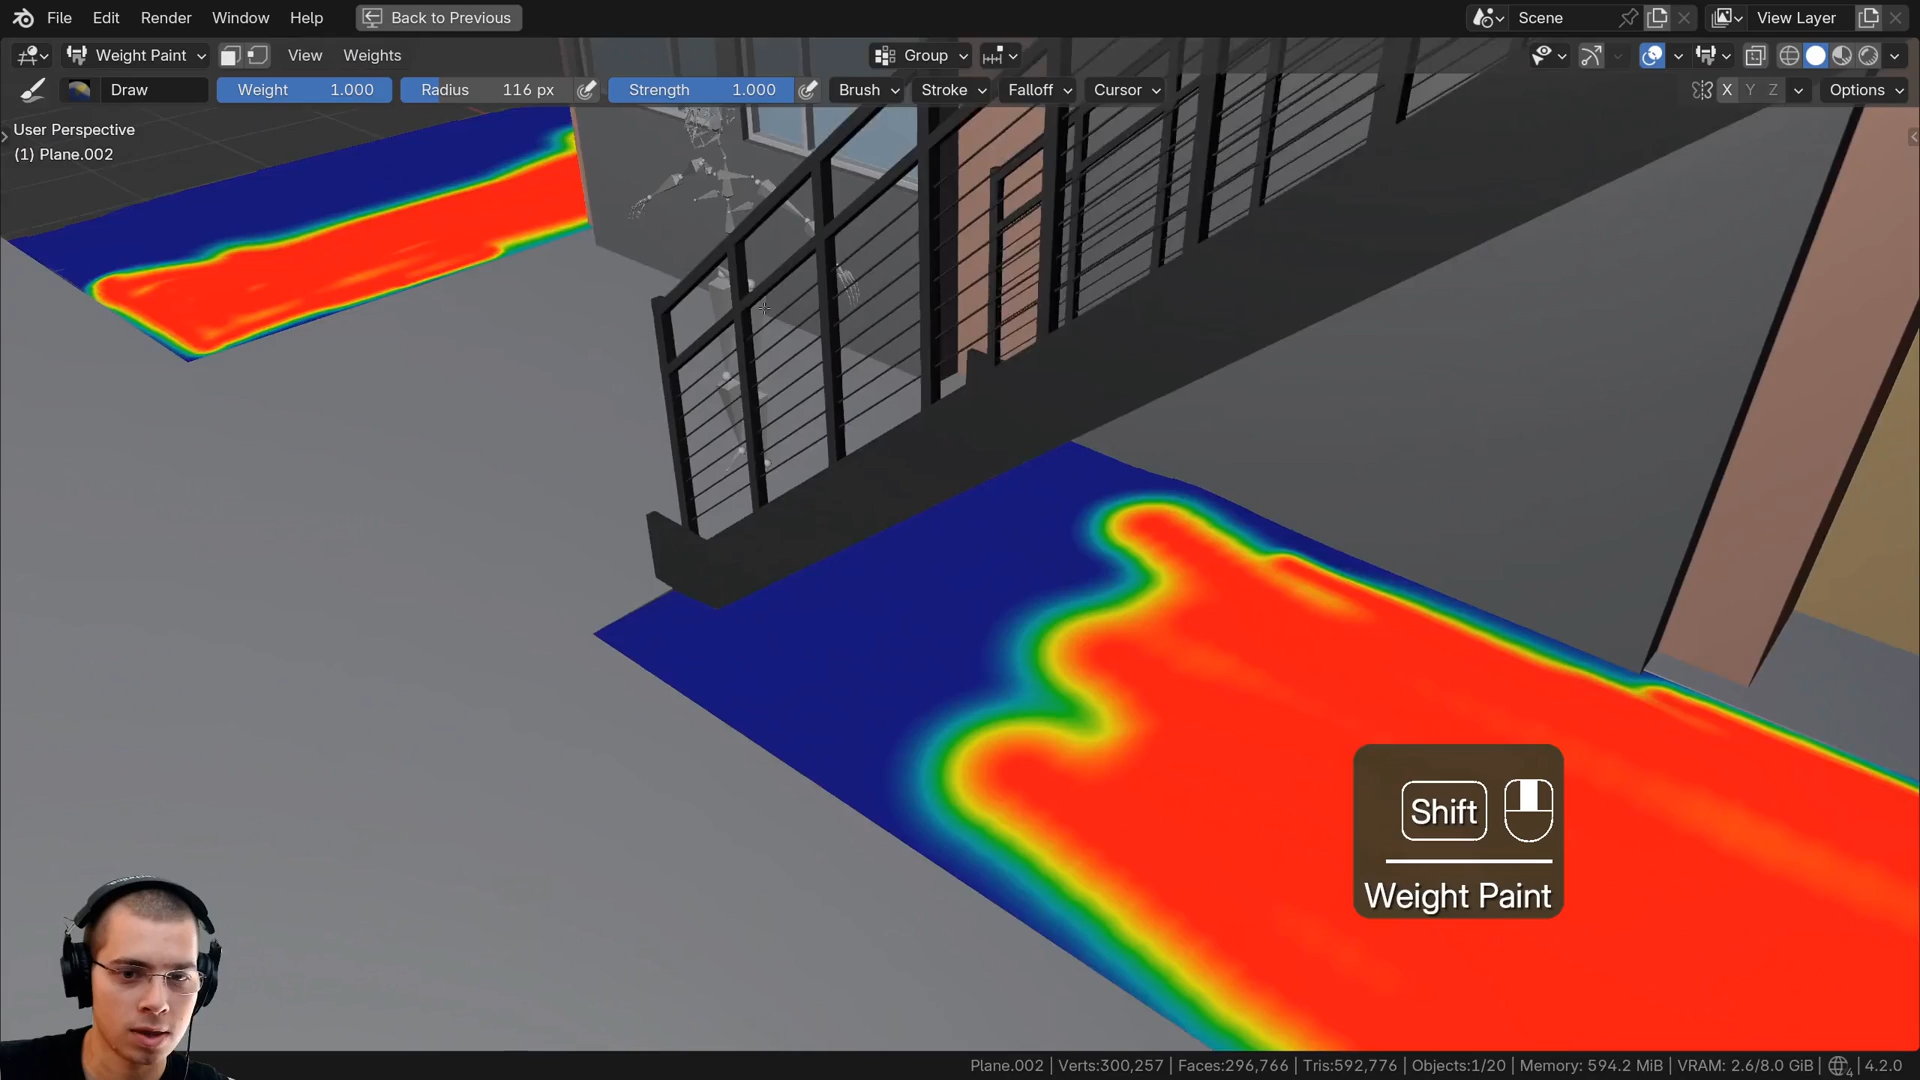 File Edit Render Window Help Back to Previous Scene View Layer
Weight Paint View Weights Group
Draw Weight 1.000 Radius 116 px Strength 1.000 Brush Stroke Falloff Cursor X Y Z Options
User Perspective
(1) Plane.002
Shift
Weight Paint
Plane.002 | Verts:300,257 | Faces:296,766 | Tris:592,776 | Objects:1/20 | Memory: 594.2 MiB | VRAM: 2.6/8.0 GiB | 4 | 4.2.0